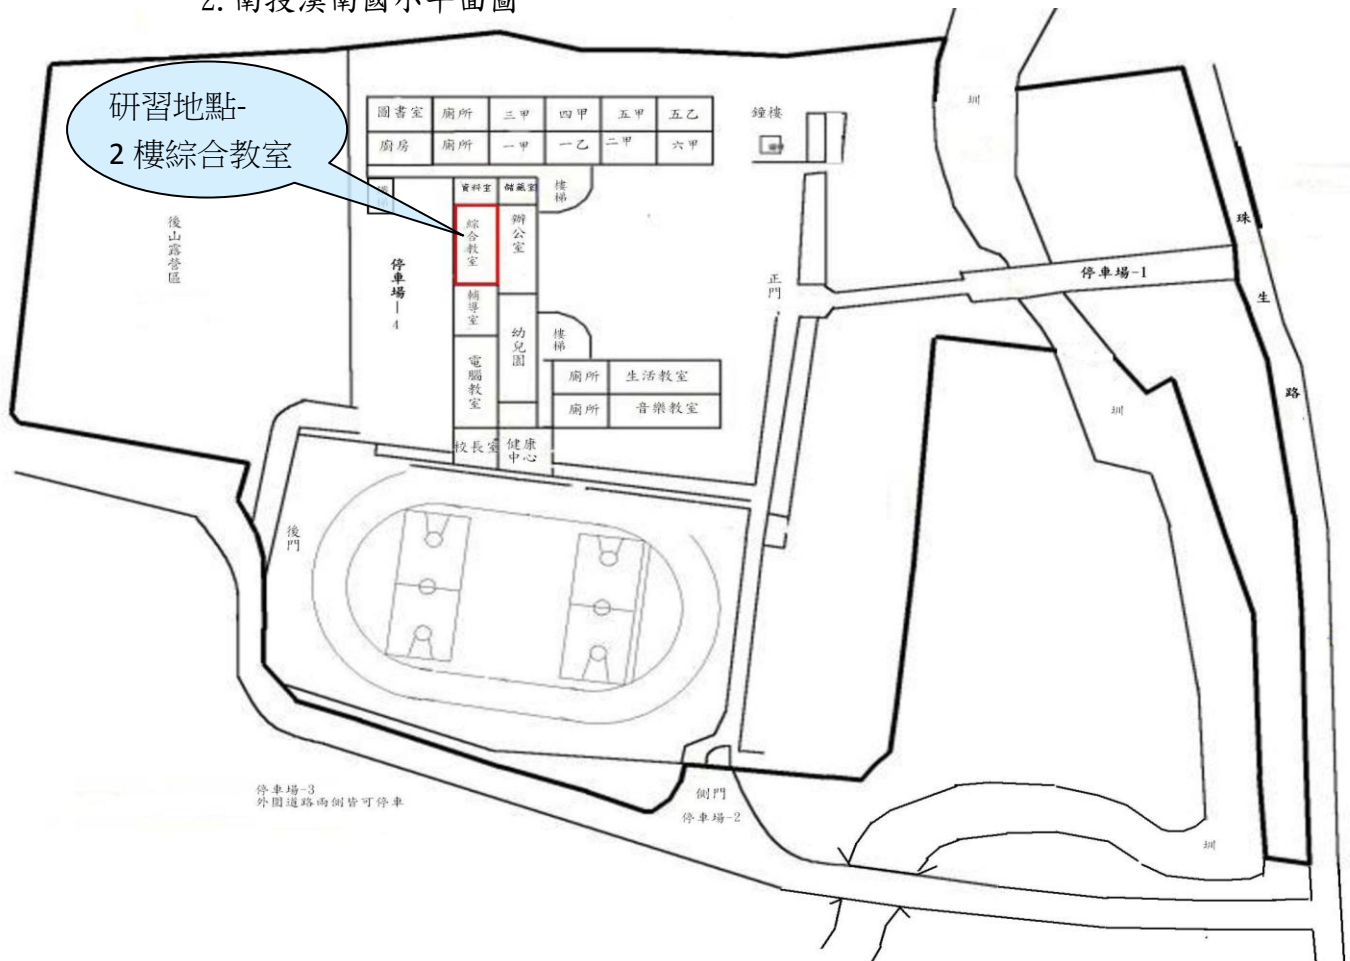 2.南投漢南國小平面圖
研習地點-
2 樓綜合教室
圖書室 廁所 三甲 四甲 五甲 五乙
廚房 廁所 一甲 一乙 二甲 六甲
鐘樓
圳
樓梯
資料室 儲藏室 樓梯
綜合教室
辦公室
後山露營區
停車場—4
輔導室
幼兒園
樓梯
電腦教室
廁所 生活教室
廁所 音樂教室
校長室 健康中心
正門
停車場-1
珠生路
圳
後門
停車場-3
外圍道路兩側皆可停車
側門
停車場-2
圳